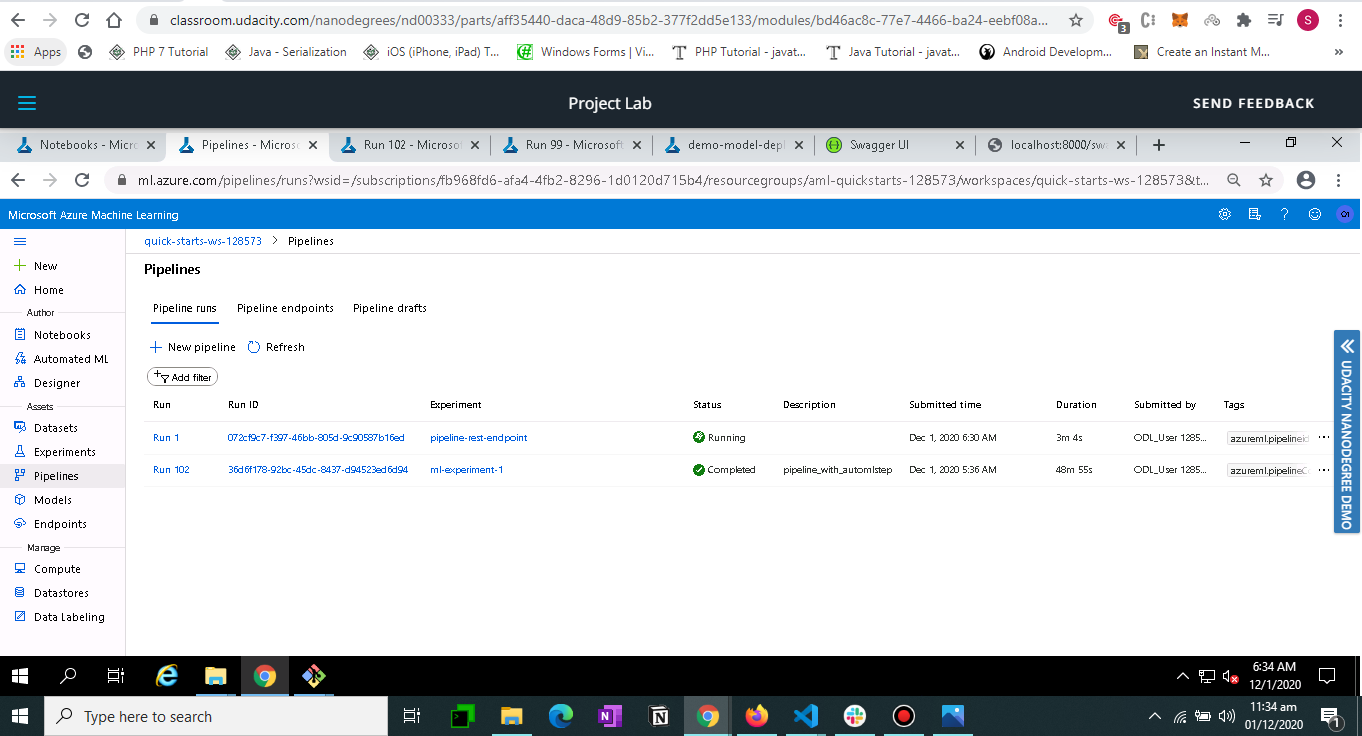 classroom.udacity.com/nanodegrees/nd00333/parts/aff35440-daca-48d9-85b2-377f2dd5e133/modules/bd46ac8c-77e7-4466-ba24-eebf08a...
3
S
Apps
PHP 7 Tutorial
Java - Serialization
iOS (iPhone, iPad) T...
Windows Forms | Vi...
PHP Tutorial - javat...
Java Tutorial - javat...
Android Developm...
Create an Instant M...
Project Lab
SEND FEEDBACK
Notebooks - Micro
Pipelines - Microso
Run 102 - Microsof
Run 99 - Microsoft
demo-model-depl
Swagger UI
localhost:8000/swa
ml.azure.com/pipelines/runs?wsid=/subscriptions/fb968fd6-afa4-4fb2-8296-1d0120d715b4/resourcegroups/aml-quickstarts-128573/workspaces/quick-starts-ws-128573&t...
Microsoft Azure Machine Learning
quick-starts-ws-128573 > Pipelines
New
Home
Author
Notebooks
Automated ML
Designer
Assets
Datasets
Experiments
Pipelines
Models
Endpoints
Manage
Compute
Datastores
Data Labeling
Pipelines
Pipeline runs Pipeline endpoints Pipeline drafts
New pipeline Refresh
Add filter
Run Run ID Experiment Status Description Submitted time Duration Submitted by Tags
Run 1 072cf9c7-f397-46bb-805d-9c90587b16ed pipeline-rest-endpoint Running Dec 1, 2020 6:30 AM 3m 4s ODL_User 1285... azureml.pipelineid
Run 102 36d6f178-92bc-45dc-8437-d94523ed6d94 ml-experiment-1 Completed pipeline_with_automlstep Dec 1, 2020 5:36 AM 48m 55s ODL_User 1285... azureml.pipelineCo
UDACITY NANODEGREE DEMO
6:34 AM
12/1/2020
Type here to search
11:34 am
01/12/2020
1